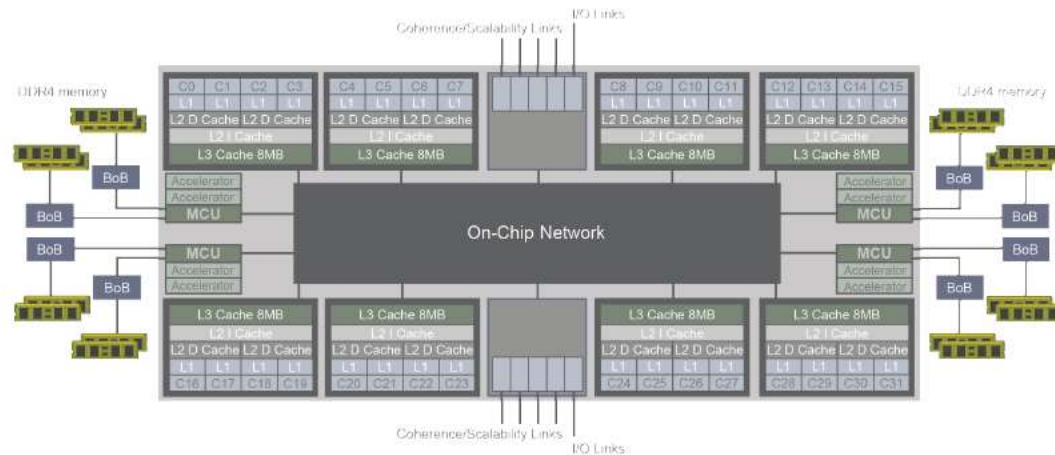 I/O Links
Coherence/Scalability Links
DDR4 memory
DDR4 memory
C0 C1 C2 C3
C4 C5 C6 C7
C8 C9 C10 C11
C12 C13 C14 C15
L1 L1 L1 L1
L1 L1 L1 L1
L1 L1 L1 L1
L1 L1 L1 L1
L2 D Cache L2 D Cache
L2 D Cache L2 D Cache
L2 D Cache L2 D Cache
L2 D Cache L2 D Cache
L2 I Cache
L2 I Cache
L2 I Cache
L2 I Cache
L3 Cache 8MB
L3 Cache 8MB
L3 Cache 8MB
L3 Cache 8MB
BoB
Accelerator
Accelerator
BoB
Accelerator
Accelerator
BoB
MCU
MCU
BoB
On-Chip Network
BoB
MCU
MCU
BoB
BoB
Accelerator
Accelerator
BoB
Accelerator
Accelerator
L3 Cache 8MB
L3 Cache 8MB
L3 Cache 8MB
L3 Cache 8MB
L2 I Cache
L2 I Cache
L2 I Cache
L2 I Cache
L2 D Cache L2 D Cache
L2 D Cache L2 D Cache
L2 D Cache L2 D Cache
L2 D Cache L2 D Cache
L1 L1 L1 L1
L1 L1 L1 L1
L1 L1 L1 L1
L1 L1 L1 L1
C16 C17 C18 C19
C20 C21 C22 C23
C24 C25 C26 C27
C28 C29 C30 C31
Coherence/Scalability Links
I/O Links